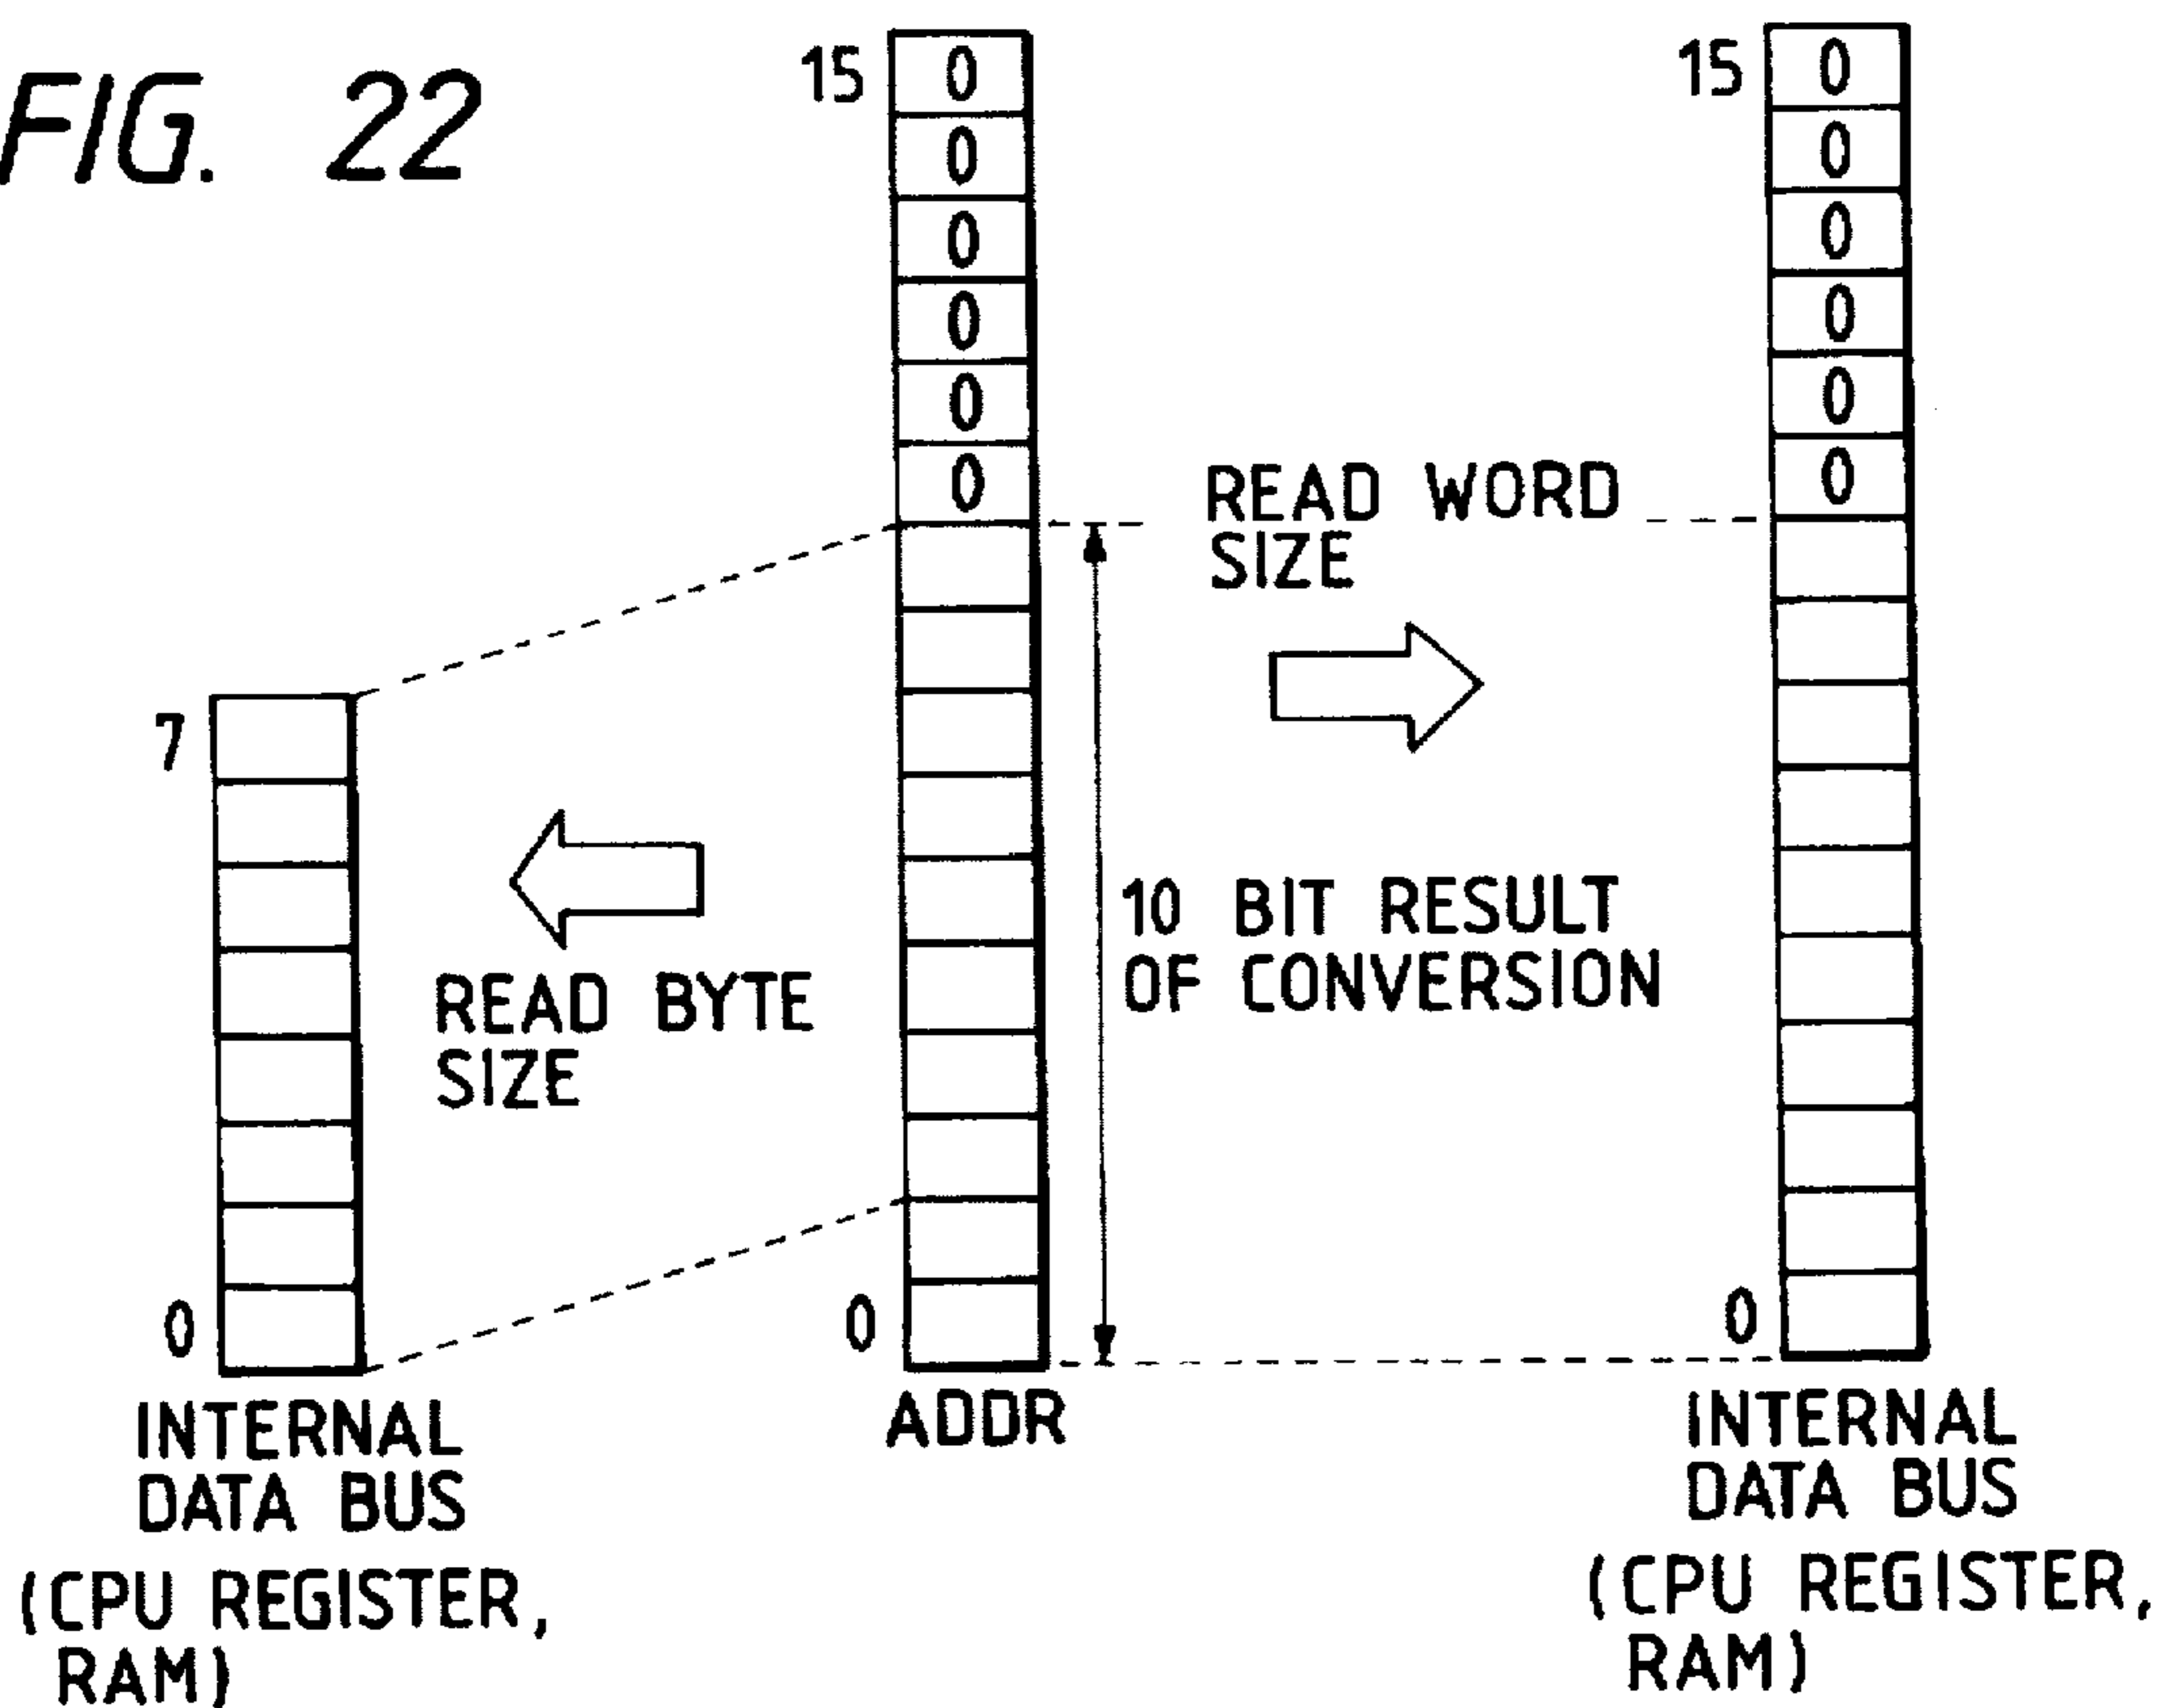 FIG. 22
15
0
0
0
0
0
0
15
0
0
0
0
0
0
READ WORD
SIZE
7
10 BIT RESULT
OF CONVERSION
READ BYTE
SIZE
0
0
0
INTERNAL
DATA BUS
(CPU REGISTER,
RAM)
ADDR
INTERNAL
DATA BUS
(CPU REGISTER,
RAM)